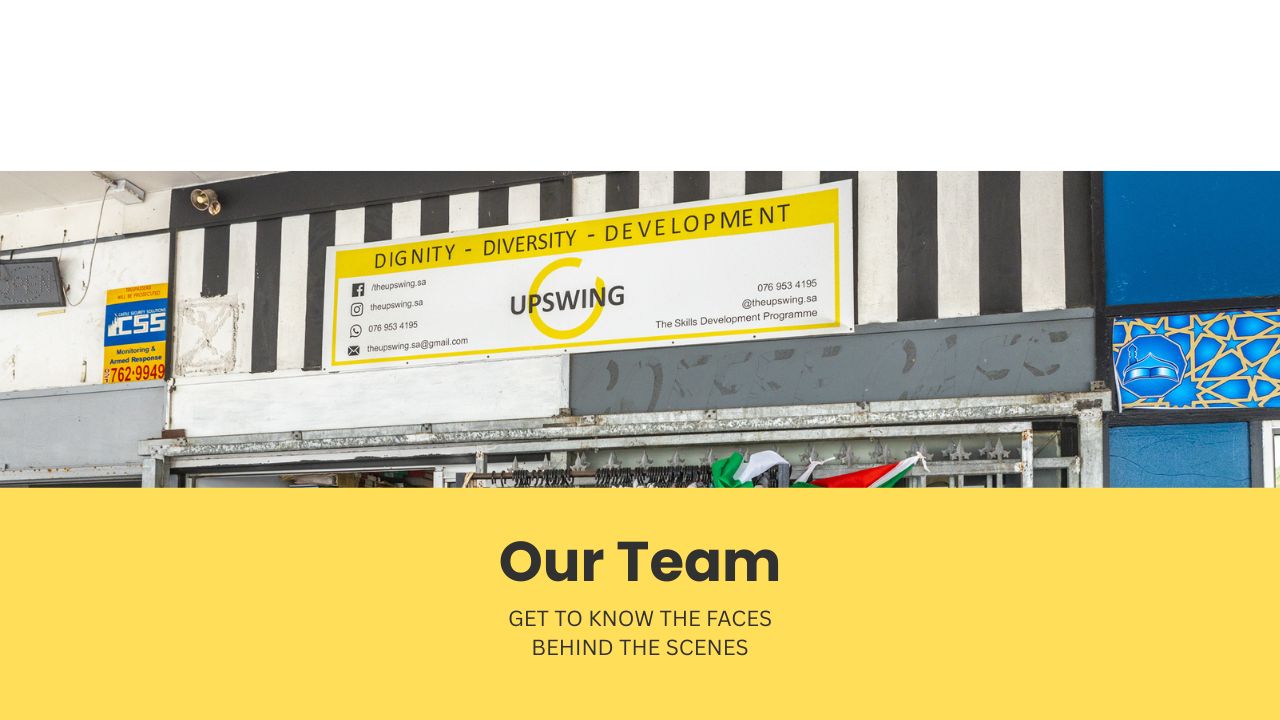 DIGNITY - DIVERSITY - DEVELOPMENT
/theupswing.sa
theupswing.sa
076 953 4195
theupswing.sa@gmail.com
UPSWING
076 953 4195
@theupswing.sa
The Skills Development Programme
TRESPASSERS
WILL BE PROSECUTED
CASTLE SECURITY SOLUTIONS
CSS
Monitoring &
Armed Response
762·9949
Our Team
GET TO KNOW THE FACES
BEHIND THE SCENES